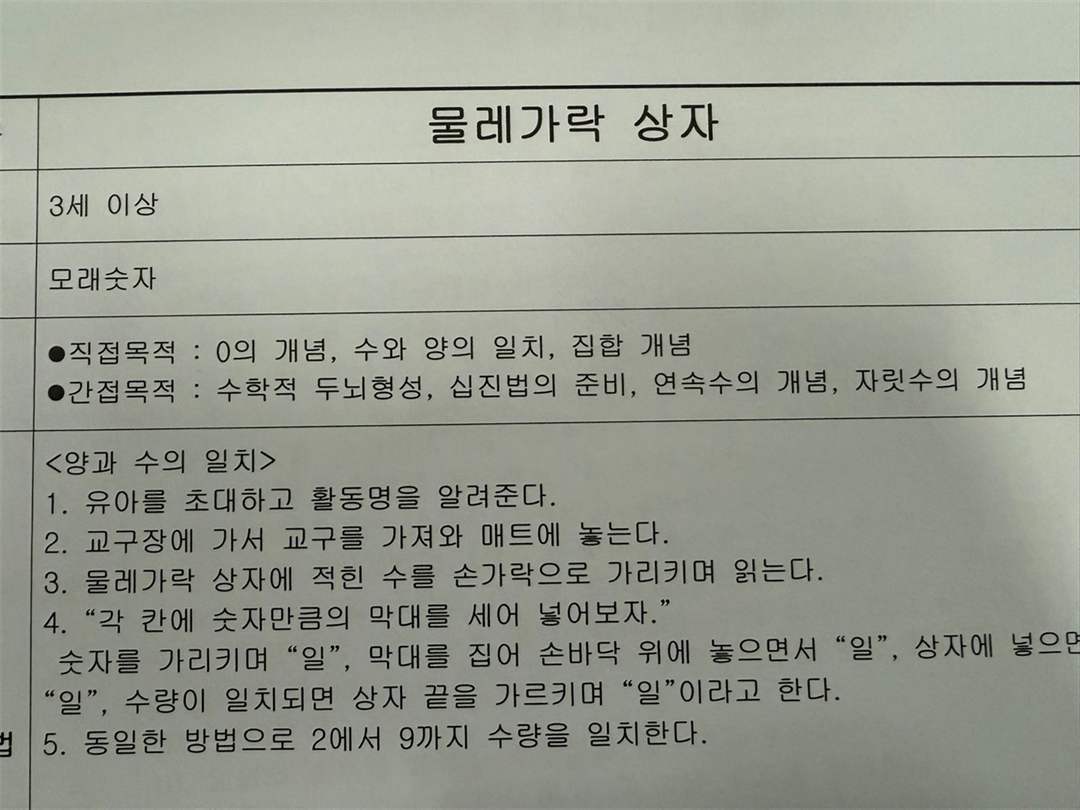 물레가락 상자
3세 이상
모래숫자
●직접목적 : 0의 개념, 수와 양의 일치, 집합 개념
●간접목적 : 수학적 두뇌형성, 십진법의 준비, 연속수의 개념, 자릿수의 개념
<양과 수의 일치>
1. 유아를 초대하고 활동명을 알려준다.
2. 교구장에 가서 교구를 가져와 매트에 놓는다.
3. 물레가락 상자에 적힌 수를 손가락으로 가리키며 읽는다.
4. “각 칸에 숫자만큼의 막대를 세어 넣어보자.”
숫자를 가리키며 “일”, 막대를 집어 손바닥 위에 놓으면서 “일”, 상자에 넣으면
“일”, 수량이 일치되면 상자 끝을 가르키며 “일”이라고 한다.
법
5. 동일한 방법으로 2에서 9까지 수량을 일치한다.